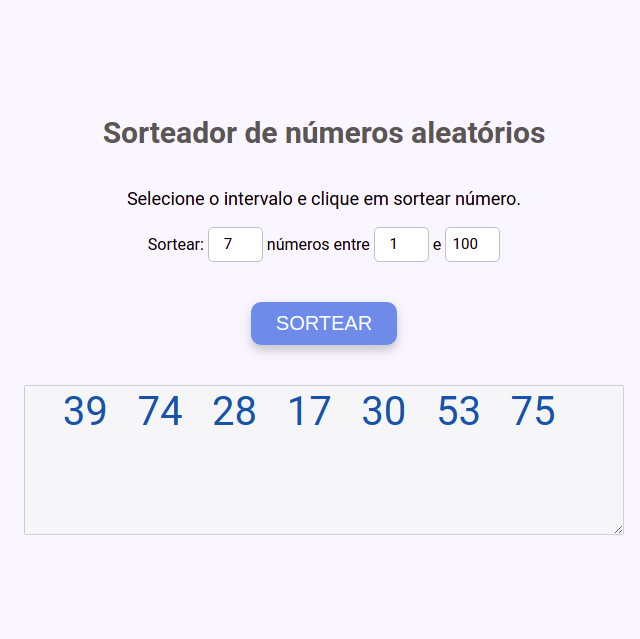 Sorteador de números aleatórios
Selecione o intervalo e clique em sortear número.
Sortear: 7 números entre 1 e 100
SORTEAR
39 74 28 17 30 53 75